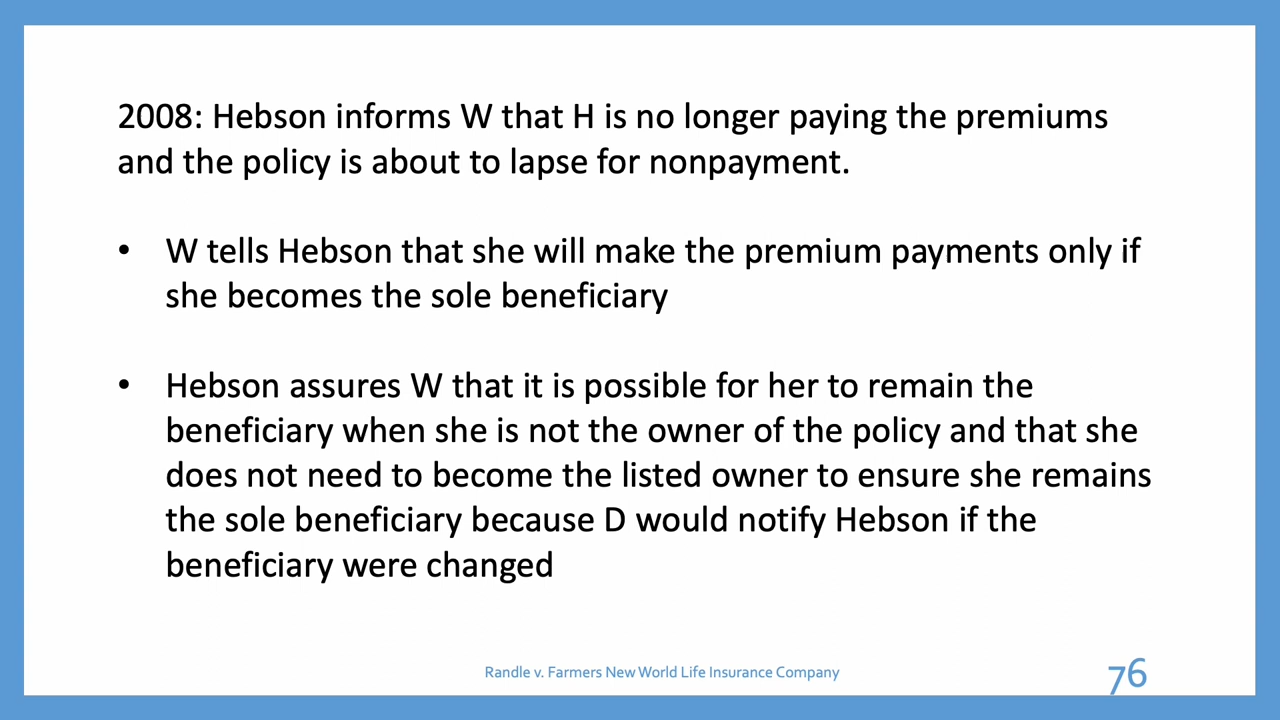 2008: Hebson informs W that H is no longer paying the premiums
and the policy is about to lapse for nonpayment.
• W tells Hebson that she will make the premium payments only if
she becomes the sole beneficiary
• Hebson assures W that it is possible for her to remain the
beneficiary when she is not the owner of the policy and that she
does not need to become the listed owner to ensure she remains
the sole beneficiary because D would notify Hebson if the
beneficiary were changed
Randle v. Farmers New World Life Insurance Company
76